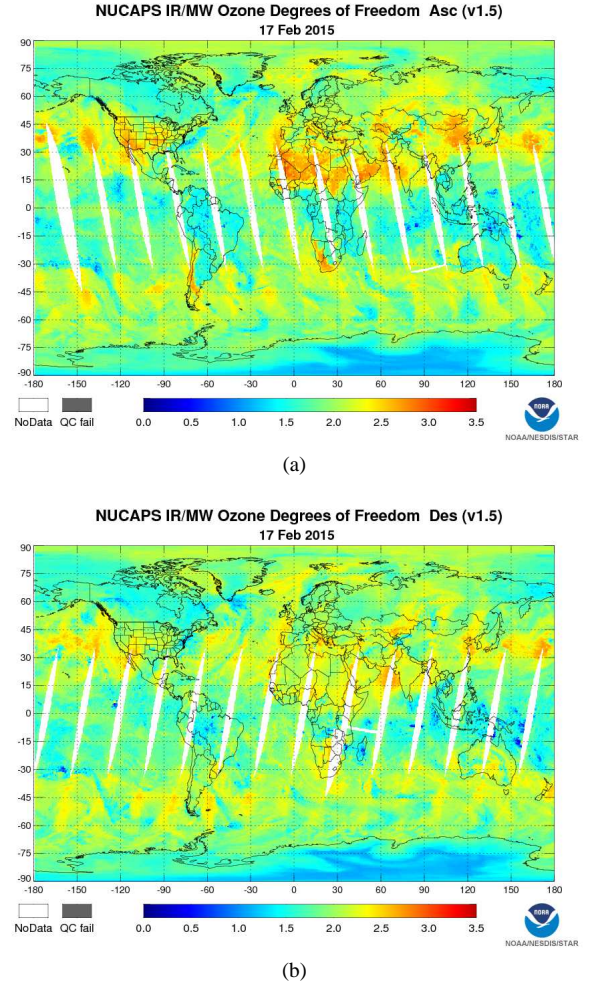 NUCAPS IR/MW Ozone Degrees of Freedom Asc (v1.5)
17 Feb 2015
90
75
60
45
30
15
0
-15
-30
-45
-60
-75
-90
-180 -150 -120 -90 -60 -30 0 30 60 90 120 150 180
NoData QC fail
0.0 0.5 1.0 1.5 2.0 2.5 3.0 3.5
NOAA
NOAA/NESDIS/STAR
(a)
NUCAPS IR/MW Ozone Degrees of Freedom Des (v1.5)
17 Feb 2015
90
75
60
45
30
15
0
-15
-30
-45
-60
-75
-90
-180 -150 -120 -90 -60 -30 0 30 60 90 120 150 180
NoData QC fail
0.0 0.5 1.0 1.5 2.0 2.5 3.0 3.5
NOAA
NOAA/NESDIS/STAR
(b)